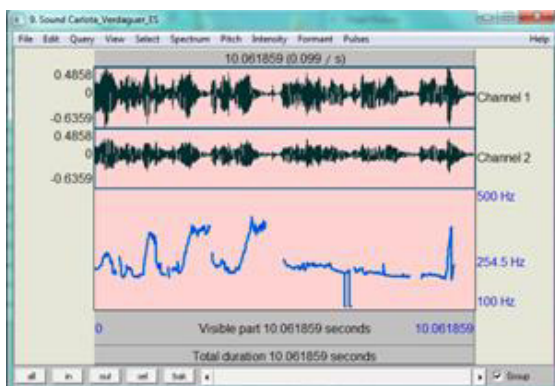 9. Sound Carlota_Verdaguer_ES
File Edit Query View Select Spectrum Pitch Intensity Formant Pulses Help
10.061859 (0.099 / s)
0.4858
0
-0.6359
Channel 1
0.4858
0
-0.6359
Channel 2
500 Hz
254.5 Hz
100 Hz
0 Visible part 10.061859 seconds 10.061859
Total duration 10.061859 seconds
all in out sel bak Group